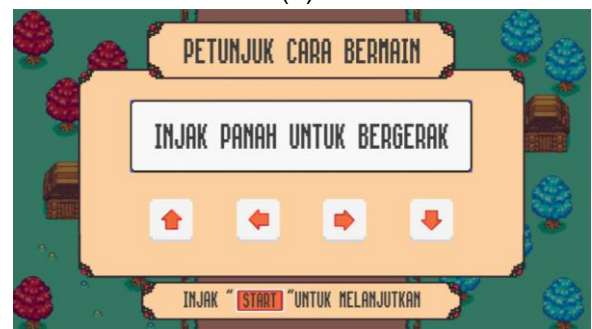 PETUNJUK CARA BERMAIN
INJAK PANAH UNTUK BERGERAK
INJAK " START "UNTUK MELANJUTKAN